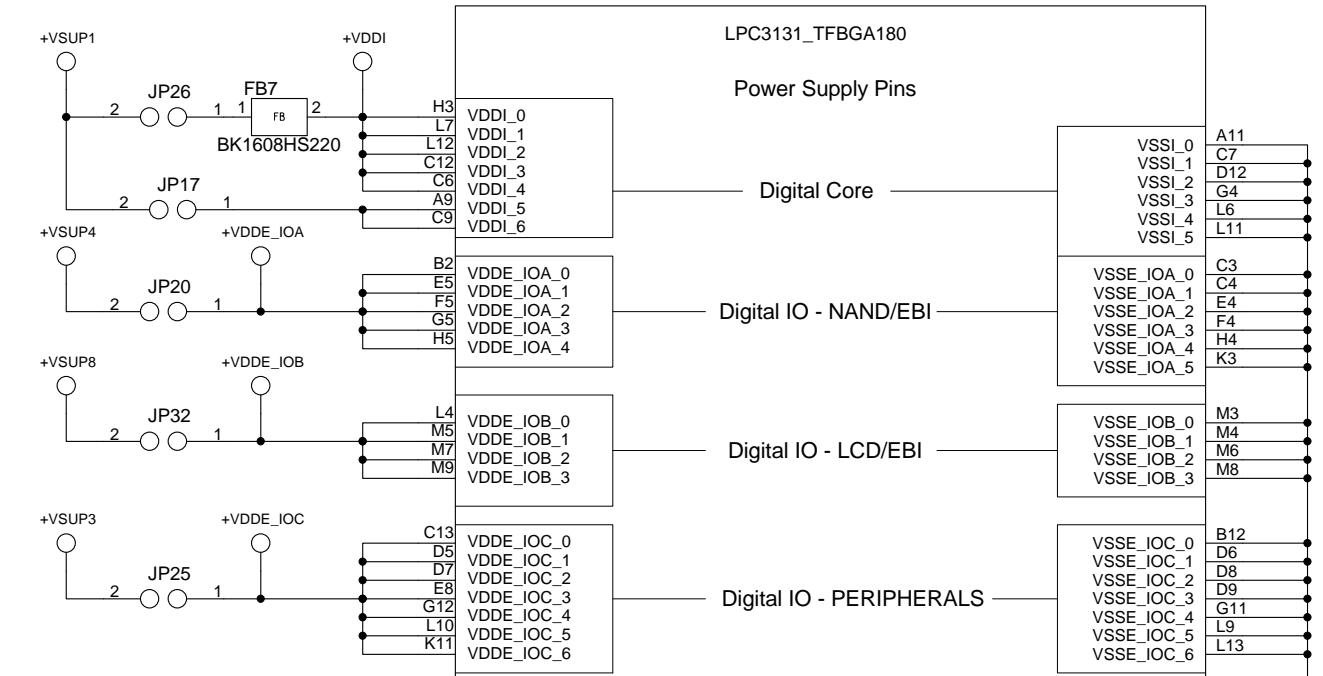 LPC3131_TFBGA180
Power Supply Pins
+VSUP1
+VDDI
JP26
2
1
FB7
1
FB
2
BK1608HS220
JP17
2
1
H3 VDDI_0
L7 VDDI_1
L12 VDDI_2
C12 VDDI_3
C6 VDDI_4
A9 VDDI_5
C9 VDDI_6
Digital Core
VSSI_0 A11
VSSI_1 C7
VSSI_2 D12
VSSI_3 G4
VSSI_4 L6
VSSI_5 L11
+VSUP4
+VDDE_IOA
JP20
2
1
B2 VDDE_IOA_0
E5 VDDE_IOA_1
F5 VDDE_IOA_2
G5 VDDE_IOA_3
H5 VDDE_IOA_4
Digital IO - NAND/EBI
VSSE_IOA_0 C3
VSSE_IOA_1 C4
VSSE_IOA_2 E4
VSSE_IOA_3 F4
VSSE_IOA_4 H4
VSSE_IOA_5 K3
+VSUP8
+VDDE_IOB
JP32
2
1
L4 VDDE_IOB_0
M5 VDDE_IOB_1
M7 VDDE_IOB_2
M9 VDDE_IOB_3
Digital IO - LCD/EBI
VSSE_IOB_0 M3
VSSE_IOB_1 M4
VSSE_IOB_2 M6
VSSE_IOB_3 M8
+VSUP3
+VDDE_IOC
JP25
2
1
C13 VDDE_IOC_0
D5 VDDE_IOC_1
D7 VDDE_IOC_2
E8 VDDE_IOC_3
G12 VDDE_IOC_4
L10 VDDE_IOC_5
K11 VDDE_IOC_6
Digital IO - PERIPHERALS
VSSE_IOC_0 B12
VSSE_IOC_1 D6
VSSE_IOC_2 D8
VSSE_IOC_3 D9
VSSE_IOC_4 G11
VSSE_IOC_5 L9
VSSE_IOC_6 L13